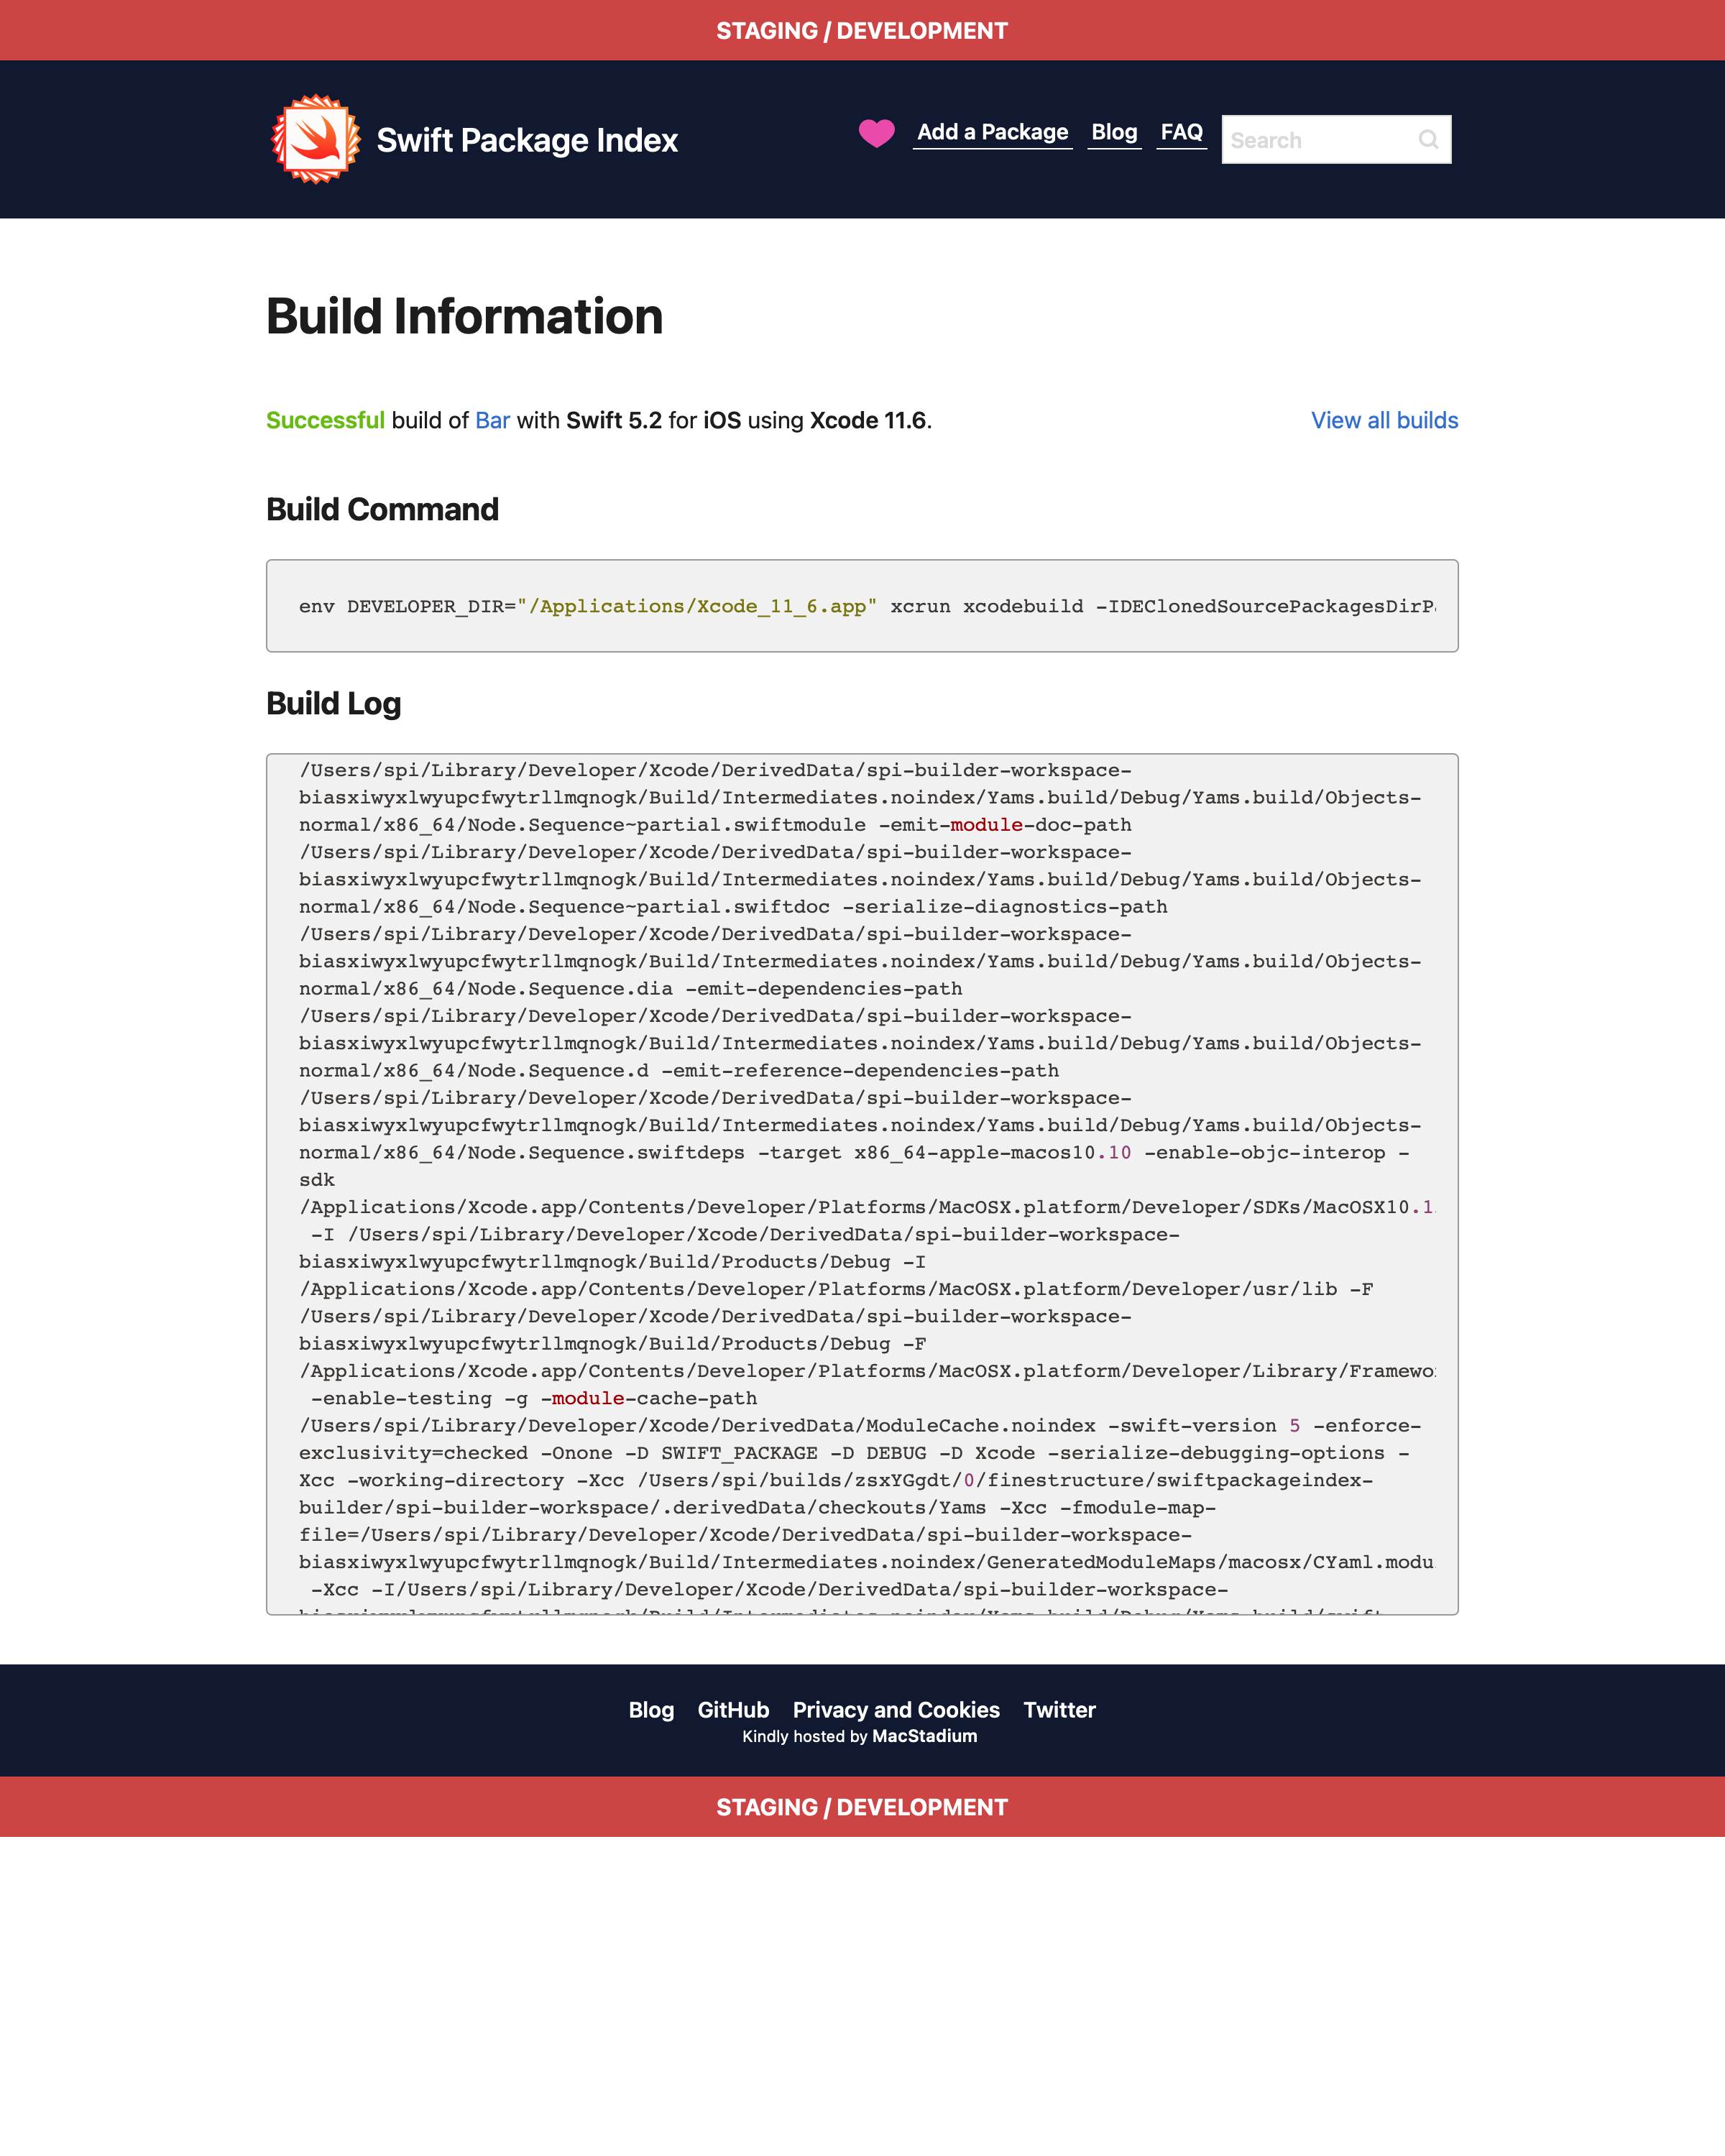 STAGING / DEVELOPMENT
Swift Package Index
Add a Package
Blog
FAQ
Search
Build Information
Successful build of Bar with Swift 5.2 for iOS using Xcode 11.6.
View all builds
Build Command
env DEVELOPER_DIR="/Applications/Xcode_11_6.app" xcrun xcodebuild -IDEClonedSourcePackagesDirP
Build Log
/Users/spi/Library/Developer/Xcode/DerivedData/spi-builder-workspace-
biasxiwyxlwyupcfwytrllmqnogk/Build/Intermediates.noindex/Yams.build/Debug/Yams.build/Objects-
normal/x86_64/Node.Sequence~partial.swiftmodule -emit-module-doc-path
/Users/spi/Library/Developer/Xcode/DerivedData/spi-builder-workspace-
biasxiwyxlwyupcfwytrllmqnogk/Build/Intermediates.noindex/Yams.build/Debug/Yams.build/Objects-
normal/x86_64/Node.Sequence~partial.swiftdoc -serialize-diagnostics-path
/Users/spi/Library/Developer/Xcode/DerivedData/spi-builder-workspace-
biasxiwyxlwyupcfwytrllmqnogk/Build/Intermediates.noindex/Yams.build/Debug/Yams.build/Objects-
normal/x86_64/Node.Sequence.dia -emit-dependencies-path
/Users/spi/Library/Developer/Xcode/DerivedData/spi-builder-workspace-
biasxiwyxlwyupcfwytrllmqnogk/Build/Intermediates.noindex/Yams.build/Debug/Yams.build/Objects-
normal/x86_64/Node.Sequence.d -emit-reference-dependencies-path
/Users/spi/Library/Developer/Xcode/DerivedData/spi-builder-workspace-
biasxiwyxlwyupcfwytrllmqnogk/Build/Intermediates.noindex/Yams.build/Debug/Yams.build/Objects-
normal/x86_64/Node.Sequence.swiftdeps -target x86_64-apple-macos10.10 -enable-objc-interop -
sdk
/Applications/Xcode.app/Contents/Developer/Platforms/MacOSX.platform/Developer/SDKs/MacOSX10.1
-I /Users/spi/Library/Developer/Xcode/DerivedData/spi-builder-workspace-
biasxiwyxlwyupcfwytrllmqnogk/Build/Products/Debug -I
/Applications/Xcode.app/Contents/Developer/Platforms/MacOSX.platform/Developer/usr/lib -F
/Users/spi/Library/Developer/Xcode/DerivedData/spi-builder-workspace-
biasxiwyxlwyupcfwytrllmqnogk/Build/Products/Debug -F
/Applications/Xcode.app/Contents/Developer/Platforms/MacOSX.platform/Developer/Library/Framewo
-enable-testing -g -module-cache-path
/Users/spi/Library/Developer/Xcode/DerivedData/ModuleCache.noindex -swift-version 5 -enforce-
exclusivity=checked -Onone -D SWIFT_PACKAGE -D DEBUG -D Xcode -serialize-debugging-options -
Xcc -working-directory -Xcc /Users/spi/builds/zsxYGgdt/0/finestructure/swiftpackageindex-
builder/spi-builder-workspace/.derivedData/checkouts/Yams -Xcc -fmodule-map-
file=/Users/spi/Library/Developer/Xcode/DerivedData/spi-builder-workspace-
biasxiwyxlwyupcfwytrllmqnogk/Build/Intermediates.noindex/GeneratedModuleMaps/macosx/CYaml.modu
-Xcc -I/Users/spi/Library/Developer/Xcode/DerivedData/spi-builder-workspace-
Blog GitHub Privacy and Cookies Twitter
Kindly hosted by MacStadium
STAGING / DEVELOPMENT